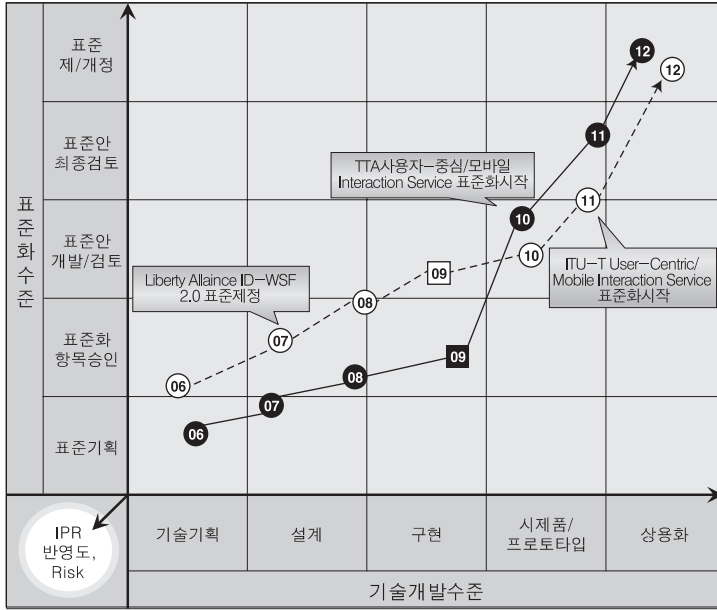 표준
제/개정
표준안
최종검토
표준안
개발/검토
표준화
항목승인
표준기획
표준화수준
12
12
11
TTA사용자-중심/모바일
Interaction Service 표준화시작
10
11
10
ITU-T User-Centric/
Mobile Interaction Service
표준화시작
09
Liberty Allaince ID-WSF
2.0 표준제정
08
07
09
06
08
07
06
IPR
반영도,
Risk
기술기획
설계
구현
시제품/
프로토타입
상용화
기술개발수준